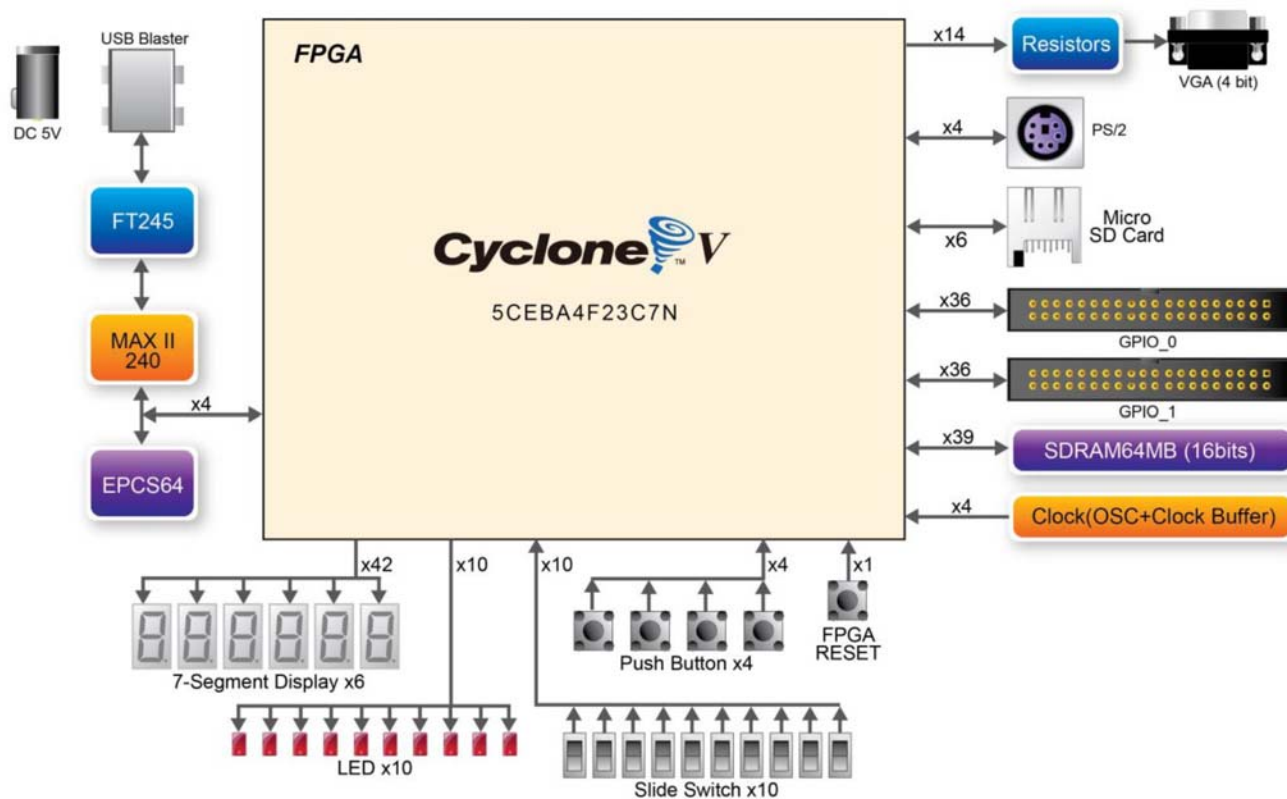 USB Blaster
DC 5V
FT245
MAX II
240
x4
EPCS64
FPGA
Cyclone™ V
5CEBA4F23C7N
x14
Resistors
VGA (4 bit)
x4
PS/2
x6
Micro
SD Card
x36
GPIO_0
x36
GPIO_1
x39
SDRAM64MB (16bits)
x4
Clock(OSC+Clock Buffer)
x42
x10
x10
x4
x1
7-Segment Display x6
Push Button x4
FPGA
RESET
LED x10
Slide Switch x10